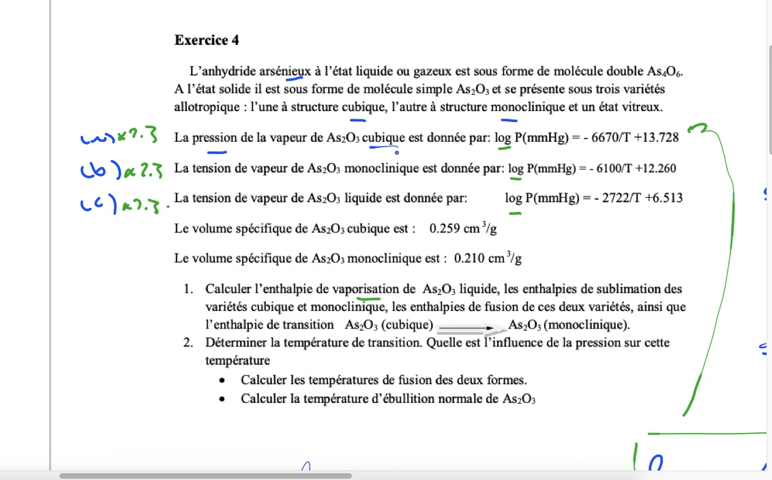 Exercice 4
L'anhydride arsénieux à l'état liquide ou gazeux est sous forme de molécule double As₄O₆.
A l'état solide il est sous forme de molécule simple As₂O₃ et se présente sous trois variétés
allotropique : l'une à structure cubique, l'autre à structure monoclinique et un état vitreux.
(a) x 2.3 La pression de la vapeur de As₂O₃ cubique est donnée par: log P(mmHg) = - 6670/T +13.728
(b) x 2.3 La tension de vapeur de As₂O₃ monoclinique est donnée par: log P(mmHg) = - 6100/T +12.260
(c) x 2.3. La tension de vapeur de As₂O₃ liquide est donnée par: log P(mmHg) = - 2722/T +6.513
Le volume spécifique de As₂O₃ cubique est : 0.259 cm³/g
Le volume spécifique de As₂O₃ monoclinique est : 0.210 cm³/g
1. Calculer l'enthalpie de vaporisation de As₂O₃ liquide, les enthalpies de sublimation des
variétés cubique et monoclinique, les enthalpies de fusion de ces deux variétés, ainsi que
l'enthalpie de transition As₂O₃ (cubique) ⟶ As₂O₃ (monoclinique).
2. Déterminer la température de transition. Quelle est l'influence de la pression sur cette
température
• Calculer les températures de fusion des deux formes.
• Calculer la température d'ébullition normale de As₂O₃